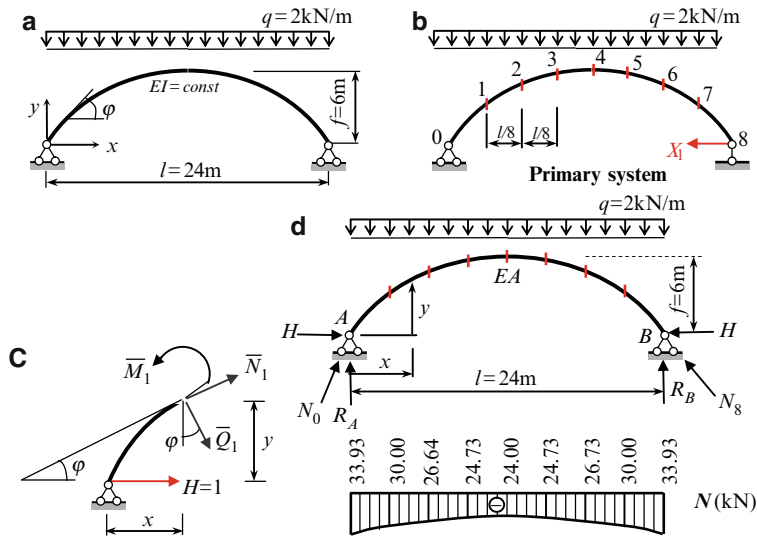 a
q=2kN/m
EI=const
y
φ
x
f=6m
l=24m
b
q=2kN/m
0
1
2
3
4
5
6
7
8
l/8
l/8
X1
Primary system
C
M̅1
N̅1
Q̅1
φ
φ
y
H=1
x
d
q=2kN/m
EA
f=6m
y
A
B
H
H
x
l=24m
N0
RA
RB
N8
33.93
30.00
26.64
24.73
24.00
24.73
26.73
30.00
33.93
N(kN)